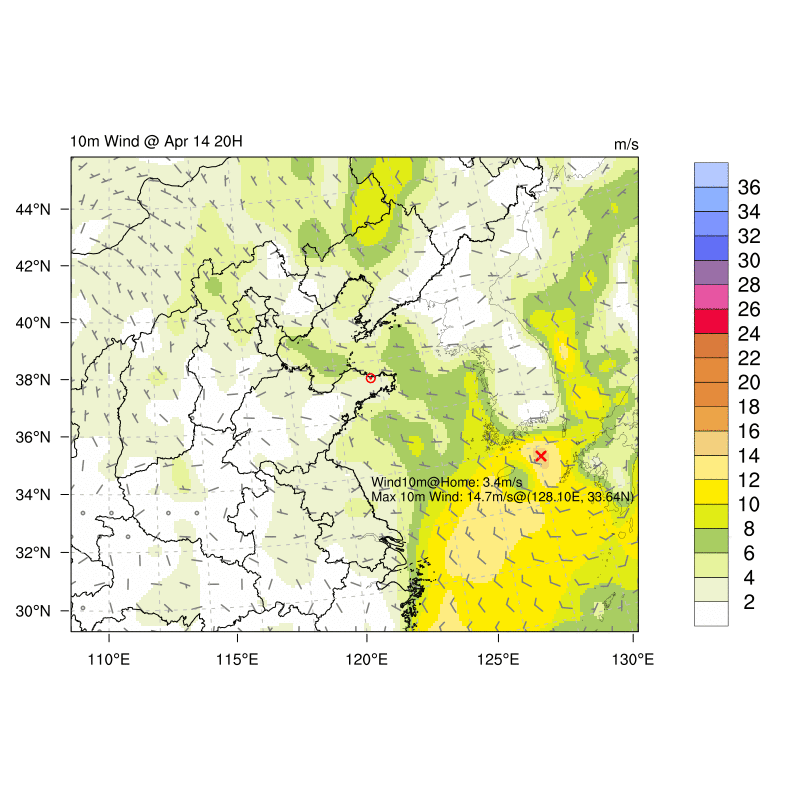 10m Wind @ Apr 14 20H
m/s
44°N
42°N
40°N
38°N
36°N
34°N
32°N
30°N
110°E
115°E
120°E
125°E
130°E
Wind10m@Home: 3.4m/s
Max 10m Wind: 14.7m/s@(128.10E, 33.64N)
36
34
32
30
28
26
24
22
20
18
16
14
12
10
8
6
4
2